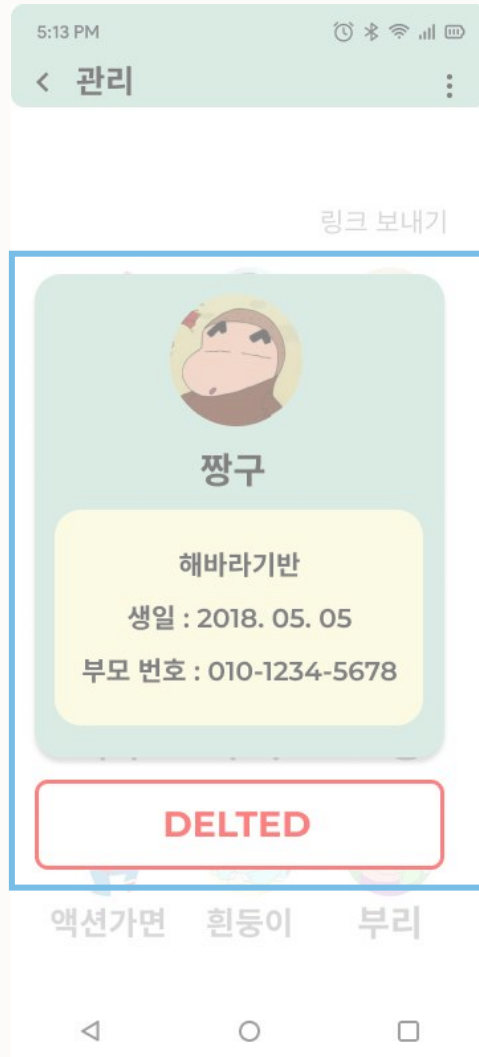 5:13 PM
관리
링크 보내기
짱구
해바라기반
생일 : 2018. 05. 05
부모 번호 : 010-1234-5678
DELTED
액션가면 흰둥이 부리